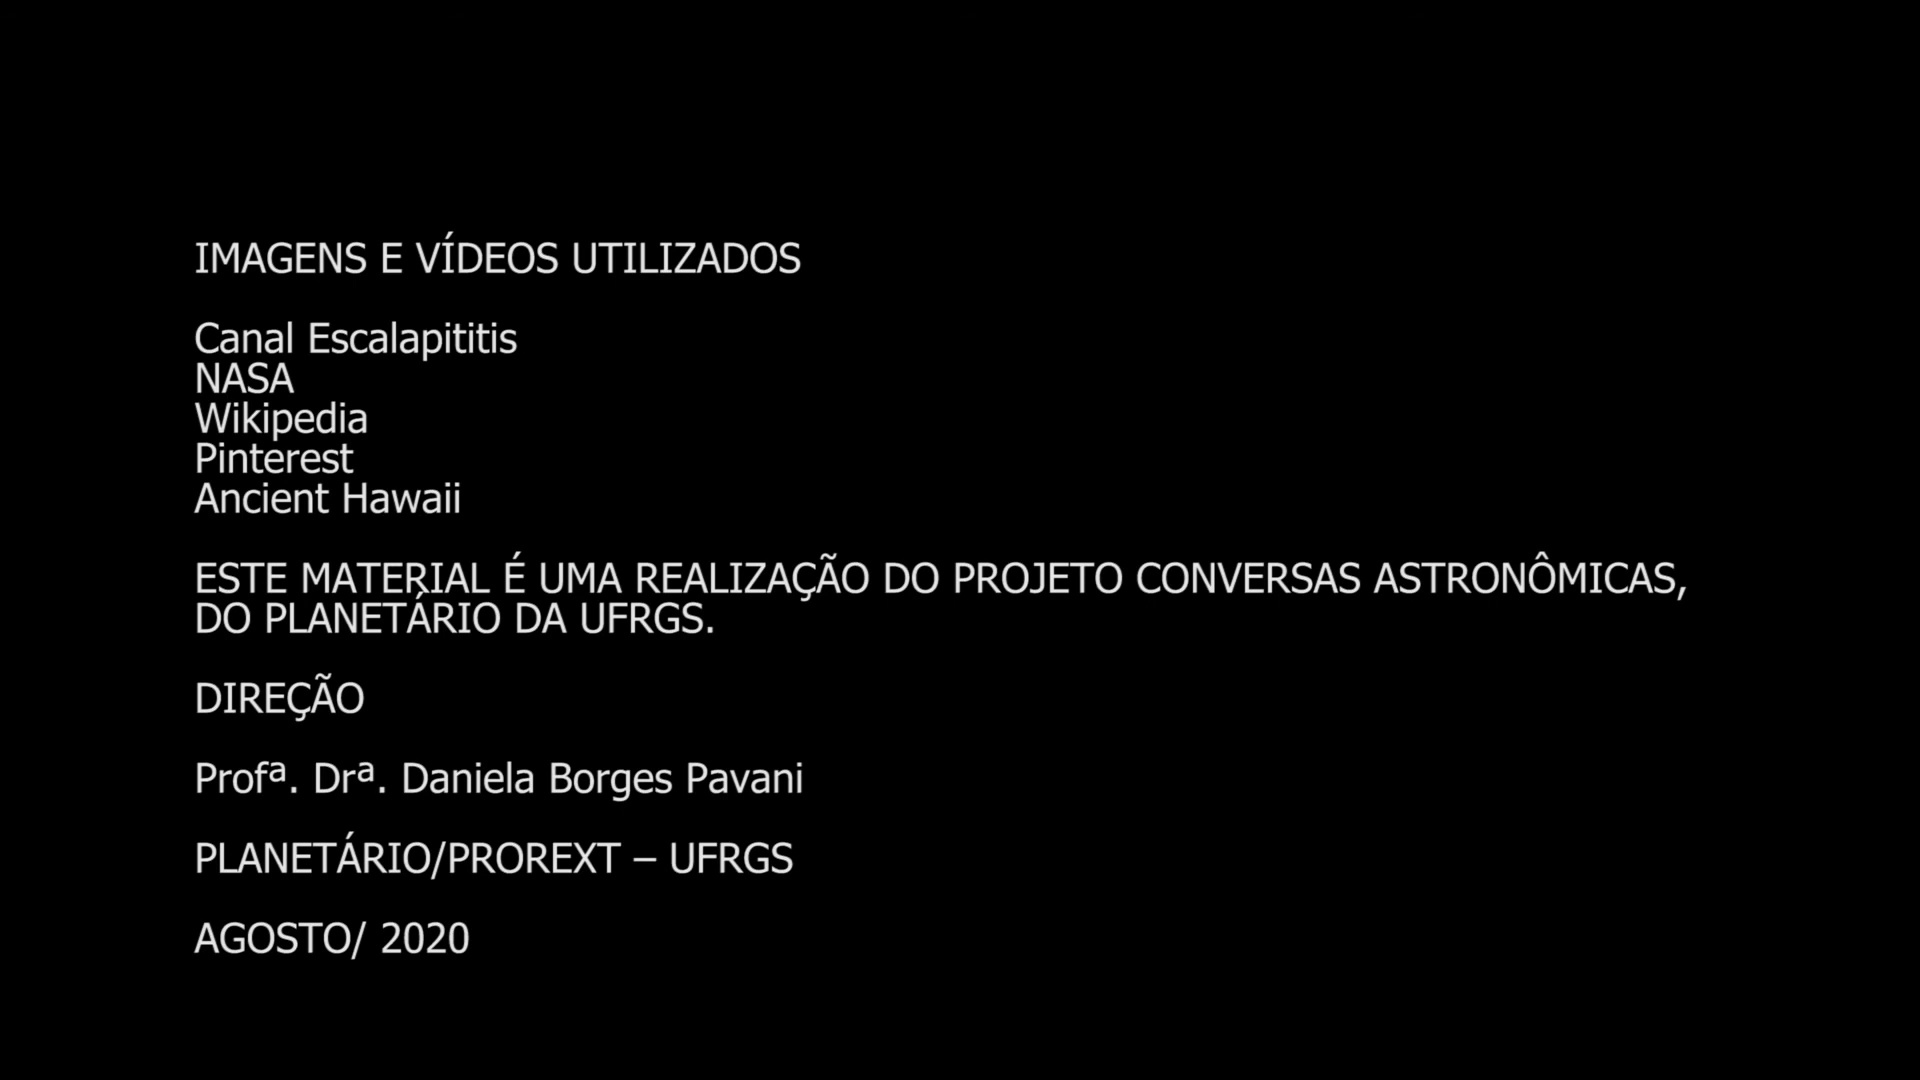 IMAGENS E VÍDEOS UTILIZADOS
Canal Escalapititis
NASA
Wikipedia
Pinterest
Ancient Hawaii
ESTE MATERIAL É UMA REALIZAÇÃO DO PROJETO CONVERSAS ASTRONÔMICAS,
DO PLANETÁRIO DA UFRGS.
DIREÇÃO
Profª. Drª. Daniela Borges Pavani
PLANETÁRIO/PROREXT – UFRGS
AGOSTO/ 2020